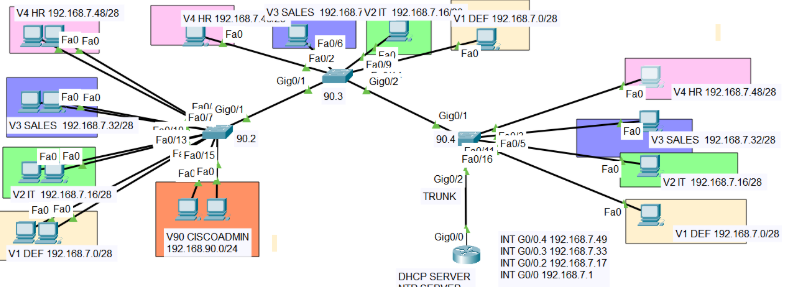 V4 HR 192.168.7.48/28
Fa0
Fa0
V4 HR
Fa0
V3 SALES 192.168.7
Fa0/6
Fa0/2
V2 IT 192.168.7.16/28
Fa0
Fa0/9
V1 DEF 192.168.7.0/28
Fa0
Gig0/1
90.3
Gig0/2
Fa0
Fa0
V3 SALES 192.168.7.32/28
Fa0/7
Gig0/1
90.2
Fa0/13
Fa0/15
Fa0
Fa0
V2 IT 192.168.7.16/28
Fa0
Fa0
V1 DEF 192.168.7.0/28
Fa0
Fa0
V90 CISCOADMIN
192.168.90.0/24
Gig0/1
90.4
Fa0/5
Fa0/16
Fa0
V4 HR 192.168.7.48/28
Fa0
V3 SALES 192.168.7.32/28
Fa0
V2 IT 192.168.7.16/28
Fa0
V1 DEF 192.168.7.0/28
Gig0/2
TRUNK
Gig0/0
INT G0/0.4 192.168.7.49
INT G0/0.3 192.168.7.33
INT G0/0.2 192.168.7.17
INT G0/0 192.168.7.1
DHCP SERVER
NTP SERVER